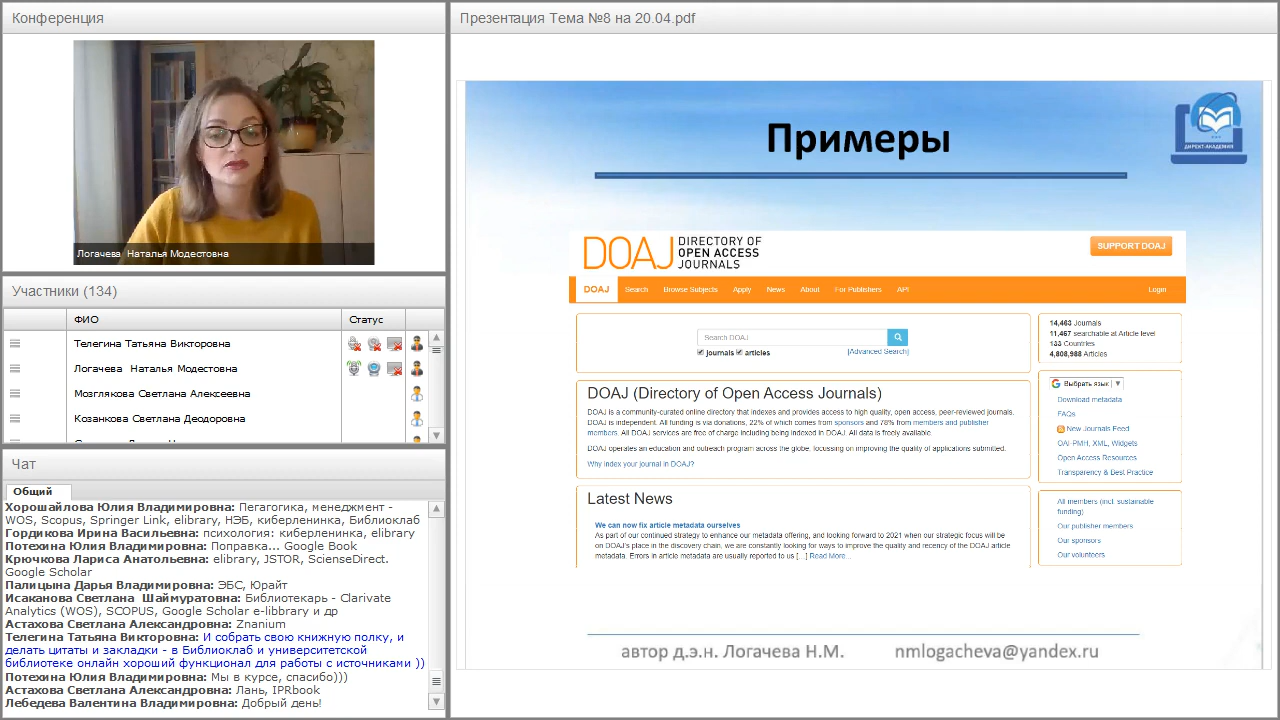 Конференция
Логачева Наталья Модестовна
Участники (134)
ФИО
Статус
Телегина Татьяна Викторовна
Логачева Наталья Модестовна
Мозглякова Светлана Алексеевна
Козанкова Светлана Деодоровна
Чат
Общий
Хорошайлова Юлия Владимировна: Пегагогика, менеджмент -
WOS, Scopus, Springer Link, elibrary, НЭБ, киберленинка, Библиоклаб
Гордикова Ирина Васильевна: психология: киберленинка, elibrary
Потехина Юлия Владимировна: Поправка... Google Book
Крючкова Лариса Анатольевна: elibrary, JSTOR, ScienseDirect.
Google Scholar
Палицына Дарья Владимировна: ЭБС, Юрайт
Исаканова Светлана Шаймуратовна: Библиотекарь - Clarivate
Analytics (WOS), SCOPUS, Google Scholar e-libbrary и др
Астахова Светлана Александровна: Znanium
Телегина Татьяна Викторовна: И собрать свою книжную полку, и
делать цитаты и закладки - в Библиоклаб и университетской
библиотеке онлайн хороший функционал для работы с источниками ))
Потехина Юлия Владимировна: Мы в курсе, спасибо)))
Астахова Светлана Александровна: Лань, IPRbook
Лебедева Валентина Владимировна: Добрый день!
Презентация Тема №8 на 20.04.pdf
Примеры
ДИРЕКТ-АКАДЕМИЯ
DOAJ
DIRECTORY OF
OPEN ACCESS
JOURNALS
SUPPORT DOAJ
DOAJ Search Browse Subjects Apply News About For Publishers API Login
Search DOAJ
journals articles
[Advanced Search]
DOAJ (Directory of Open Access Journals)
DOAJ is a community-curated online directory that indexes and provides access to high quality, open access, peer-reviewed journals.
DOAJ is independent. All funding is via donations, 22% of which comes from sponsors and 78% from members and publisher
members. All DOAJ services are free of charge including being indexed in DOAJ. All data is freely available.
DOAJ operates an education and outreach program across the globe, focussing on improving the quality of applications submitted.
Why index your journal in DOAJ?
Latest News
We can now fix article metadata ourselves
As part of our continued strategy to enhance our metadata offering, and looking forward to 2021 when our strategic focus will be
on DOAJ's place in the discovery chain, we are constantly looking for ways to improve the quality and recency of the DOAJ article
metadata. Errors in article metadata are usually reported to us [...] Read More...
14,463 Journals
11,467 searchable at Article level
133 Countries
4,808,988 Articles
Выбрать язык
Download metadata
FAQs
New Journals Feed
OAI-PMH, XML, Widgets
Open Access Resources
Transparency & Best Practice
All members (incl. sustainable
funding)
Our publisher members
Our sponsors
Our volunteers
автор д.э.н. Логачева Н.М. nmlogacheva@yandex.ru